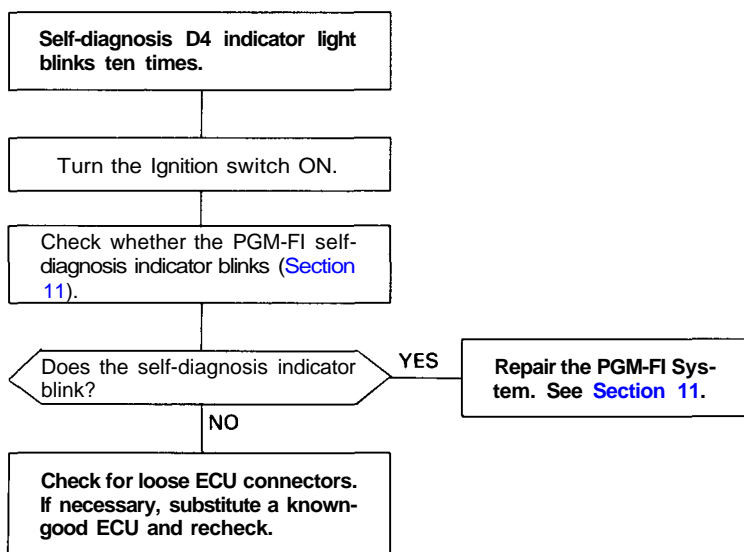 Self-diagnosis D4 indicator light
blinks ten times.
Turn the Ignition switch ON.
Check whether the PGM-FI self-
diagnosis indicator blinks (Section
11).
Does the self-diagnosis indicator
blink?
YES
Repair the PGM-FI Sys-
tem. See Section 11.
NO
Check for loose ECU connectors.
If necessary, substitute a known-
good ECU and recheck.